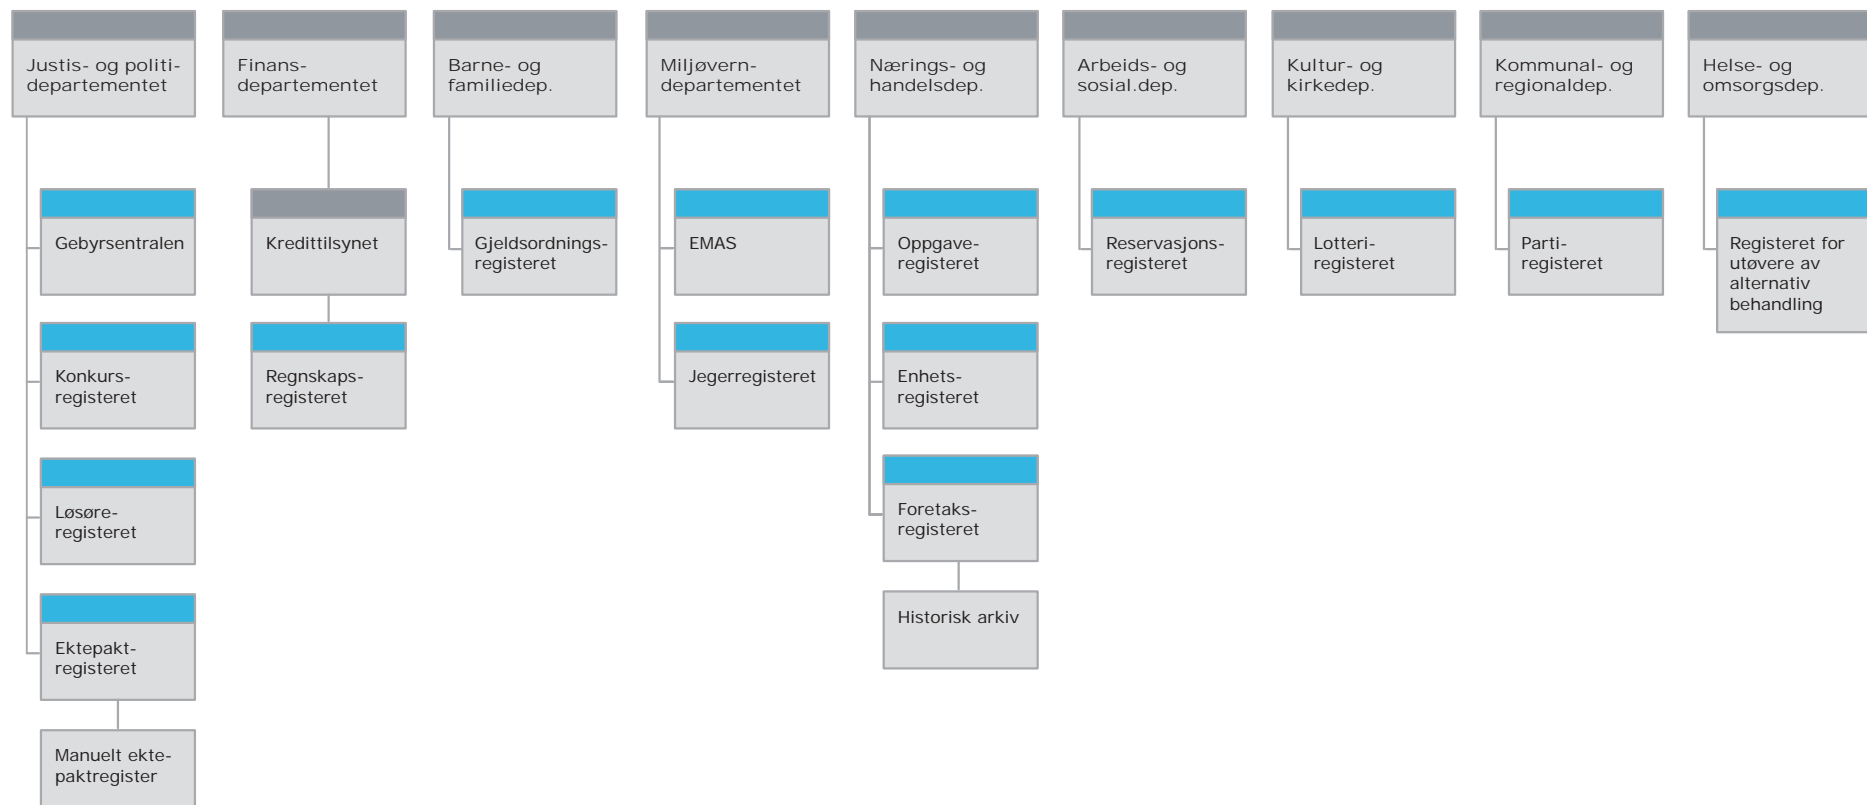 Justis- og politi-
departementet
Finans-
departementet
Barne- og
familiedep.
Miljøvern-
departementet
Nærings- og
handelsdep.
Arbeids- og
sosial.dep.
Kultur- og
kirkedep.
Kommunal- og
regionaldep.
Helse- og
omsorgsdep.
Gebyrsentralen
Kredittilsynet
Gjeldsordnings-
registeret
EMAS
Oppgave-
registeret
Reservasjons-
registeret
Lotteri-
registeret
Parti-
registeret
Registeret for
utøvere av
alternativ
behandling
Konkurs-
registeret
Regnskaps-
registeret
Jegerregisteret
Enhets-
registeret
Løsøre-
registeret
Foretaks-
registeret
Ektepakt-
registeret
Historisk arkiv
Manuelt ekte-
paktregister